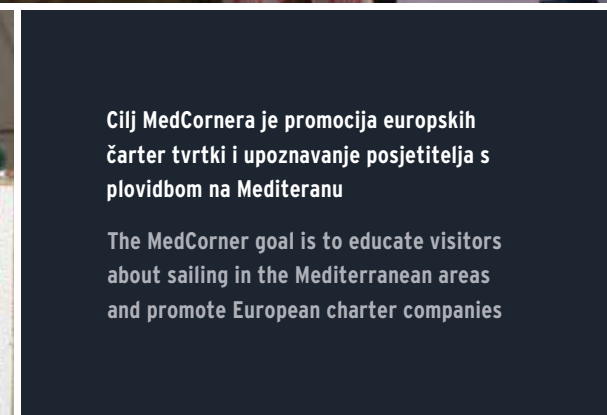 Cilj MedCornera je promocija europskih
čarter tvrtki i upoznavanje posjetitelja s
plovidbom na Mediteranu
The MedCorner goal is to educate visitors
about sailing in the Mediterranean areas
and promote European charter companies